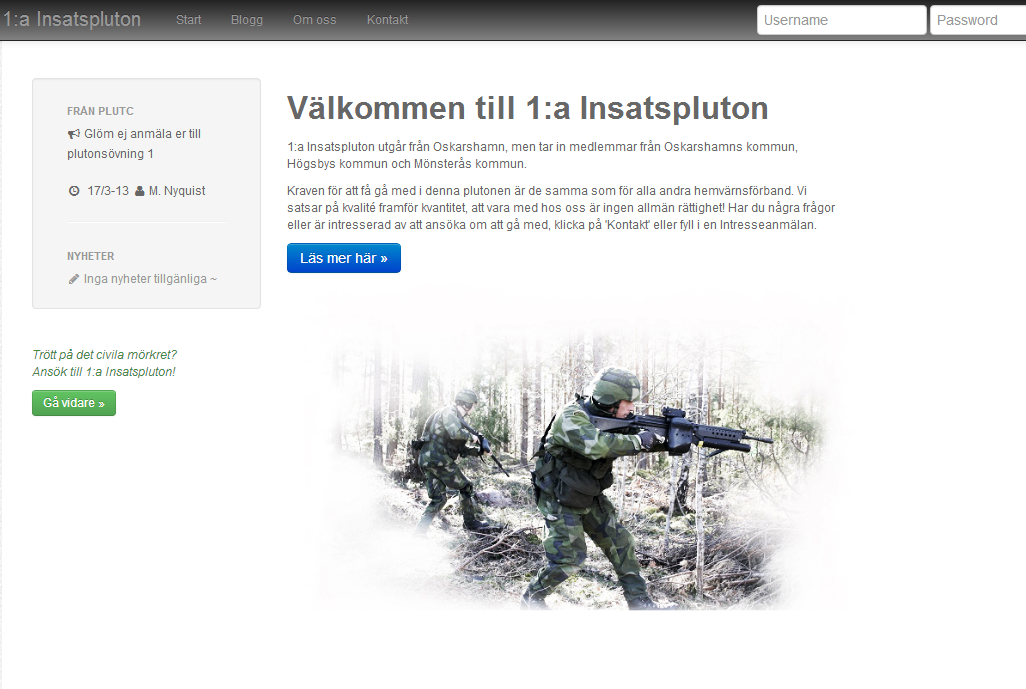 1:a Insatspluton Start Blogg Om oss Kontakt Username Password
FRÅN PLUTC
Glöm ej anmäla er till
plutonsövning 1
17/3-13 M. Nyquist
NYHETER
Inga nyheter tillgänliga ~
Trött på det civila mörkret?
Ansök till 1:a Insatspluton!
Gå vidare »
Välkommen till 1:a Insatspluton
1:a Insatspluton utgår från Oskarshamn, men tar in medlemmar från Oskarshamns kommun,
Högsbys kommun och Mönsterås kommun.
Kraven för att få gå med i denna plutonen är de samma som för alla andra hemvärnsförband. Vi
satsar på kvalité framför kvantitet, att vara med hos oss är ingen allmän rättighet! Har du några frågor
eller är intresserad av att ansöka om att gå med, klicka på 'Kontakt' eller fyll i en Intresseanmälan.
Läs mer här »